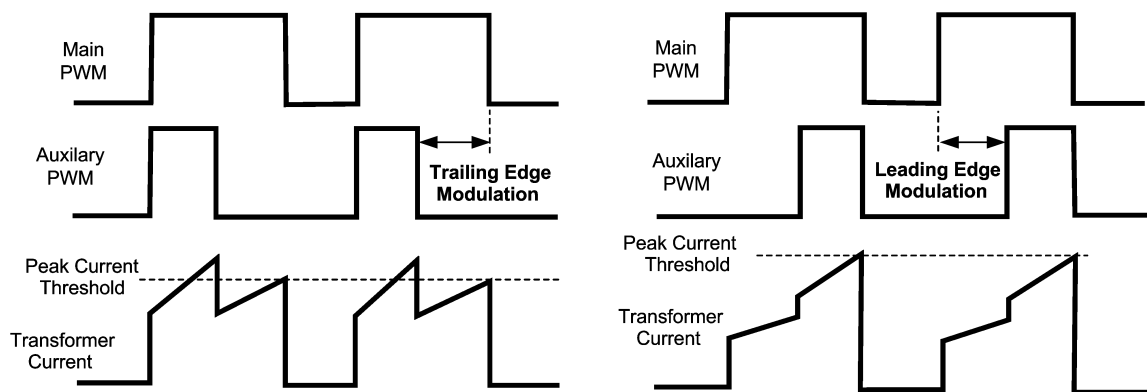 Main
PWM
Auxilary
PWM
Trailing Edge
Modulation
Peak Current
Threshold
Transformer
Current
Main
PWM
Auxilary
PWM
Leading Edge
Modulation
Peak Current
Threshold
Transformer
Current